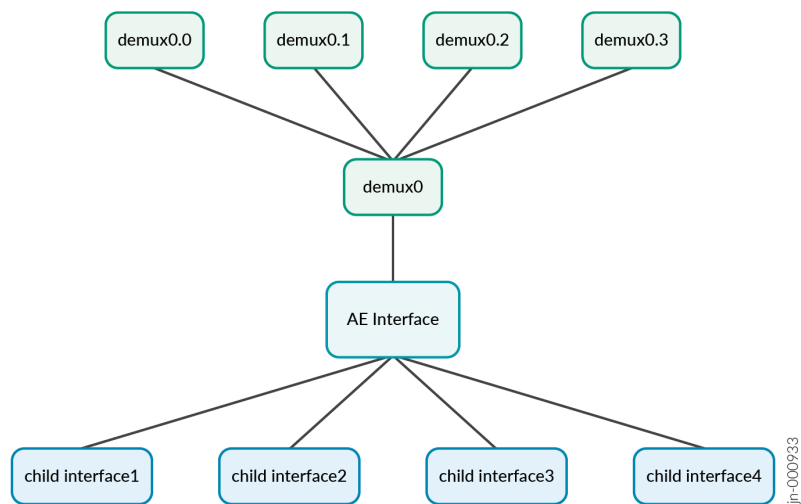 demux0.0
demux0.1
demux0.2
demux0.3
demux0
AE Interface
child interface1
child interface2
child interface3
child interface4
jn-000933